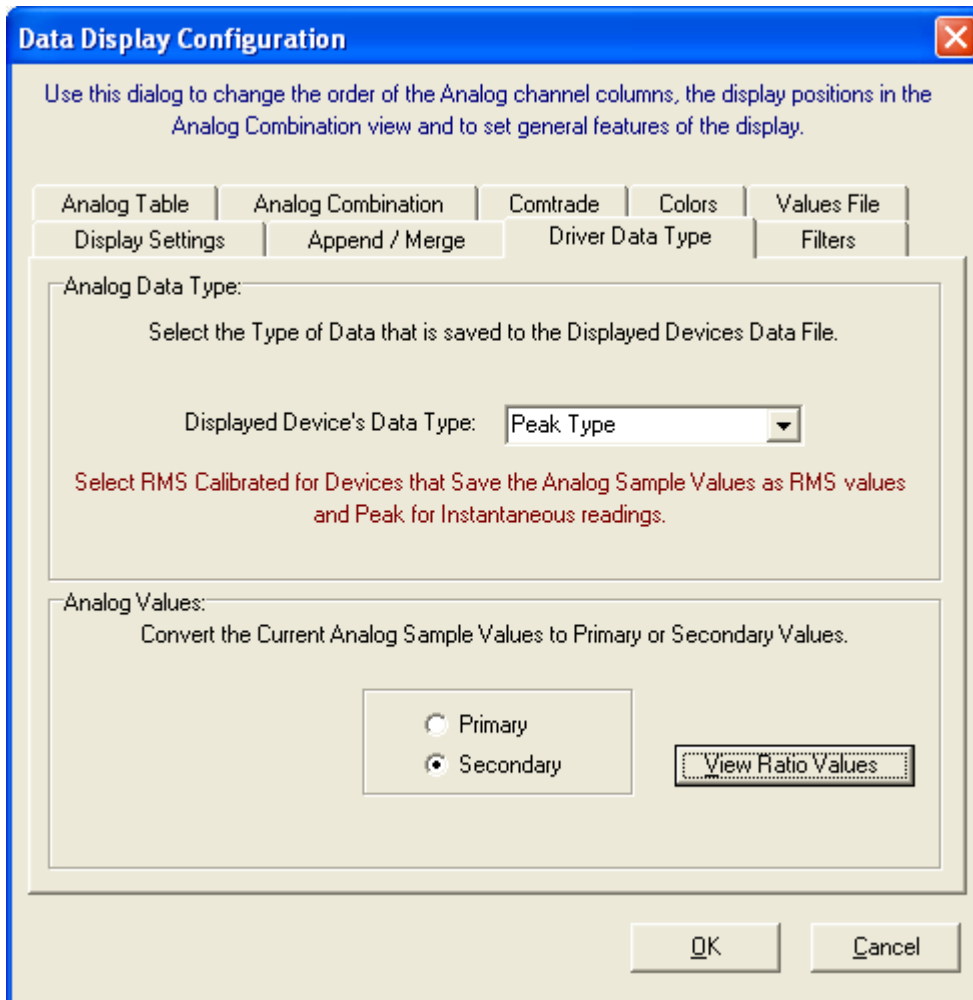 Data Display Configuration
Use this dialog to change the order of the Analog channel columns, the display positions in the
Analog Combination view and to set general features of the display.
Analog Table
Analog Combination
Comtrade
Colors
Values File
Display Settings
Append / Merge
Driver Data Type
Filters
Analog Data Type:
Select the Type of Data that is saved to the Displayed Devices Data File.
Displayed Device's Data Type:
Peak Type
Select RMS Calibrated for Devices that Save the Analog Sample Values as RMS values
and Peak for Instantaneous readings.
Analog Values:
Convert the Current Analog Sample Values to Primary or Secondary Values.
Primary
Secondary
View Ratio Values
OK
Cancel